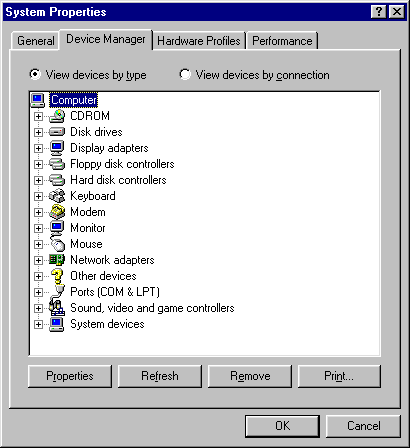 System Properties
General Device Manager Hardware Profiles Performance
View devices by type View devices by connection
Computer
CDROM
Disk drives
Display adapters
Floppy disk controllers
Hard disk controllers
Keyboard
Modem
Monitor
Mouse
Network adapters
Other devices
Ports (COM & LPT)
Sound, video and game controllers
System devices
Properties Refresh Remove Print...
OK Cancel